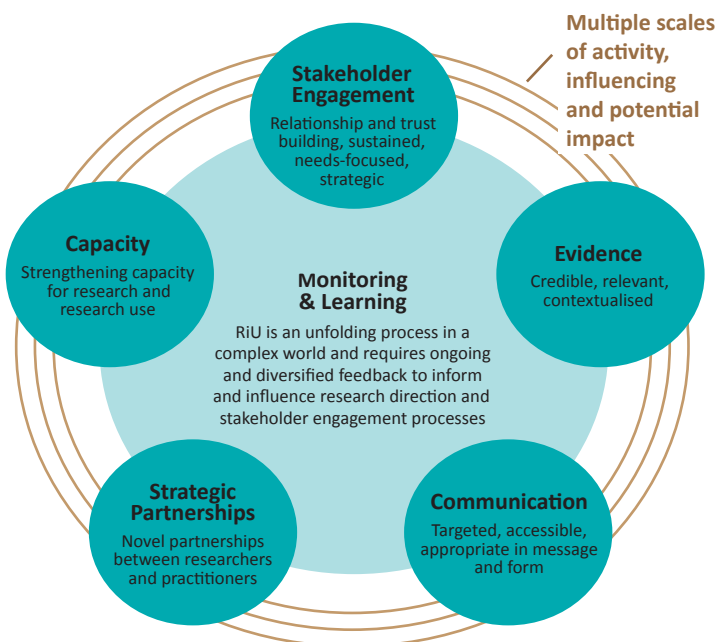 Multiple scales
of activity,
influencing
and potential
impact
Stakeholder
Engagement
Relationship and trust
building, sustained,
needs-focused,
strategic
Capacity
Strengthening capacity
for research and
research use
Evidence
Credible, relevant,
contextualised
Monitoring
& Learning
RiU is an unfolding process in a
complex world and requires ongoing
and diversified feedback to inform
and influence research direction and
stakeholder engagement processes
Strategic
Partnerships
Novel partnerships
between researchers
and practitioners
Communication
Targeted, accessible,
appropriate in message
and form